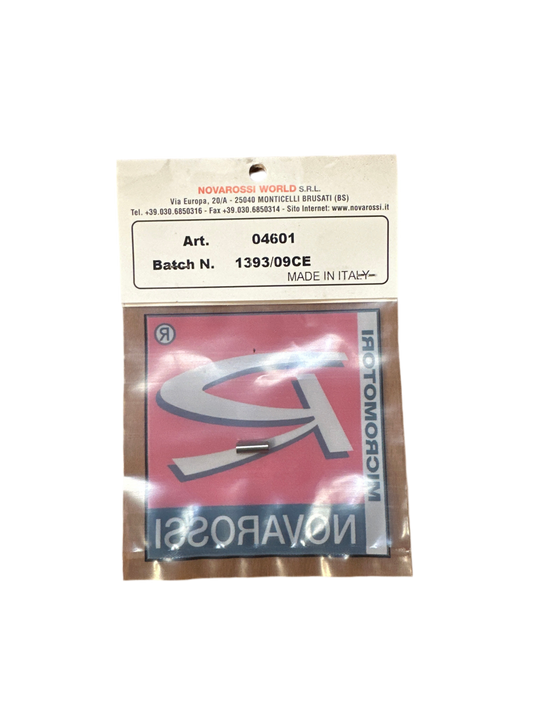 NOVAROSSI WORLD S.R.L.
Via Europa, 20/A - 25040 MONTICELLI BRUSATI (BS)
Tel. +39.030.6850316 - Fax +39.030.6850314 - Sito Internet: www.novarossi.it
Art. 04601
Batch N. 1393/09CE
MADE IN ITALY
®
MICROMOTORI
NOVAROSSI